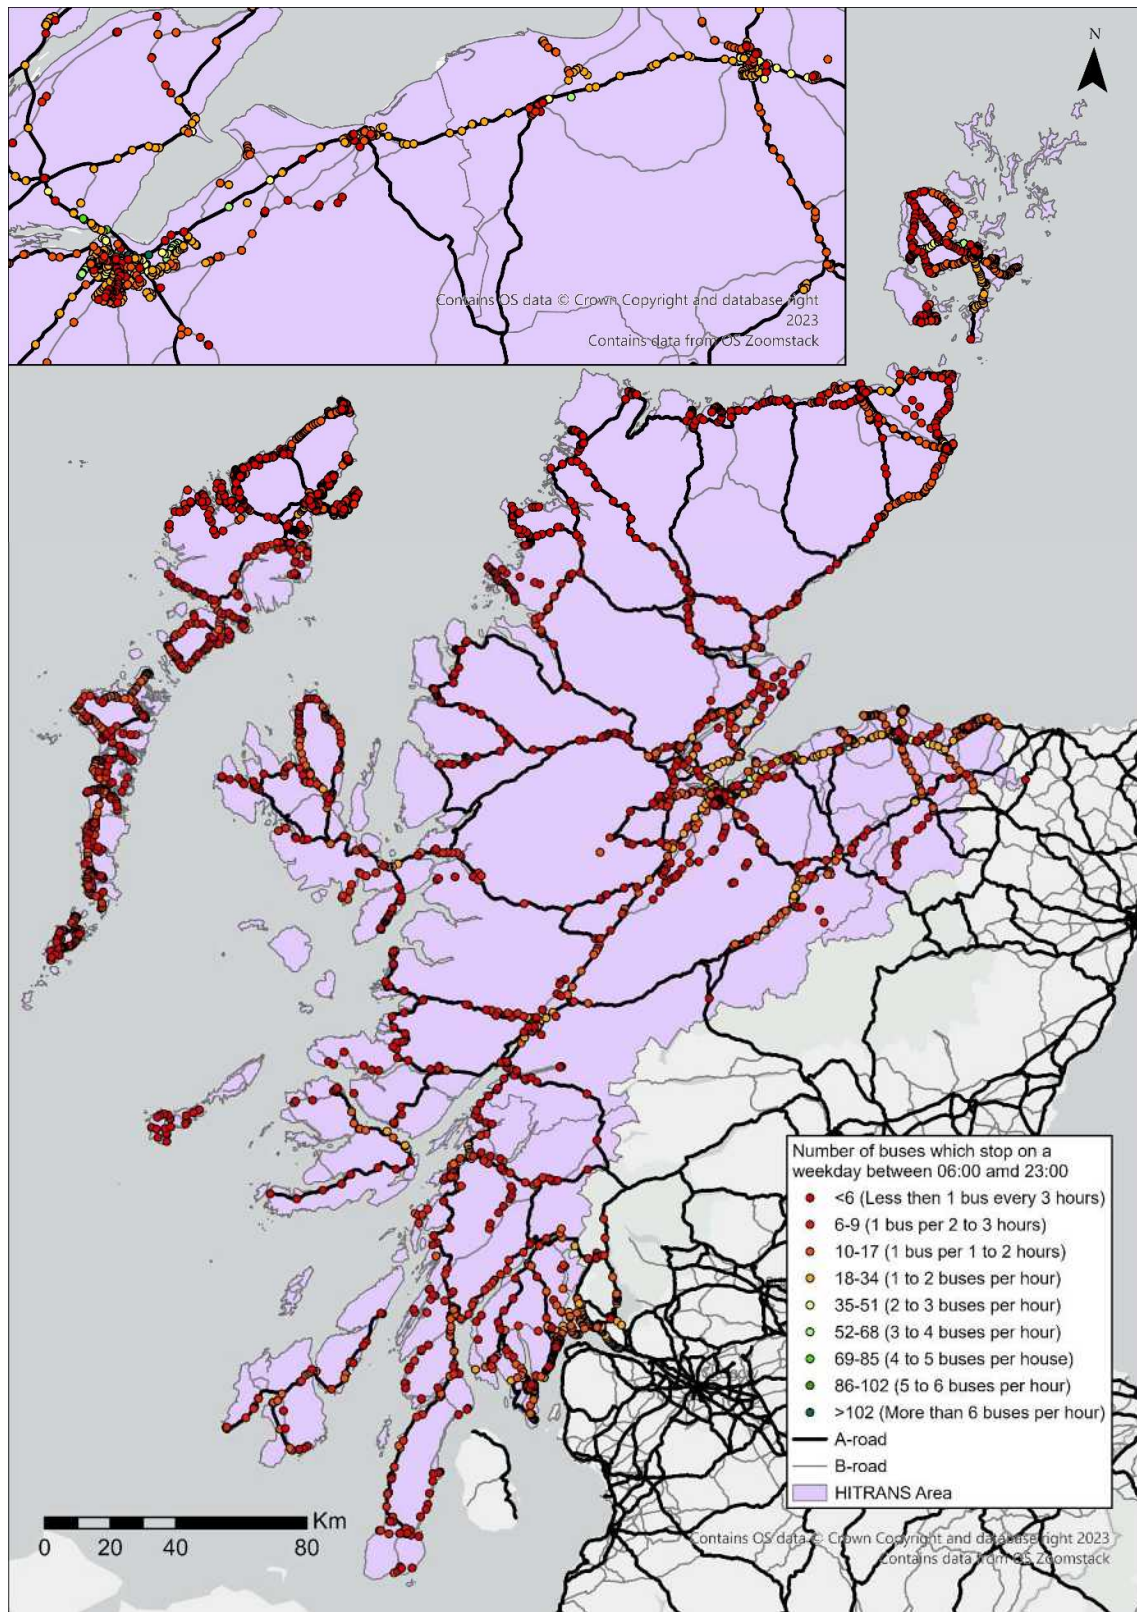 Contains OS data © Crown Copyright and database right
2023
Contains data from OS Zoomstack
N
Number of buses which stop on a
weekday between 06:00 amd 23:00
<6 (Less then 1 bus every 3 hours)
6-9 (1 bus per 2 to 3 hours)
10-17 (1 bus per 1 to 2 hours)
18-34 (1 to 2 buses per hour)
35-51 (2 to 3 buses per hour)
52-68 (3 to 4 buses per hour)
69-85 (4 to 5 buses per house)
86-102 (5 to 6 buses per hour)
>102 (More than 6 buses per hour)
A-road
B-road
HITRANS Area
Km
0 20 40 80
Contains OS data © Crown Copyright and database right 2023
Contains data from OS Zoomstack